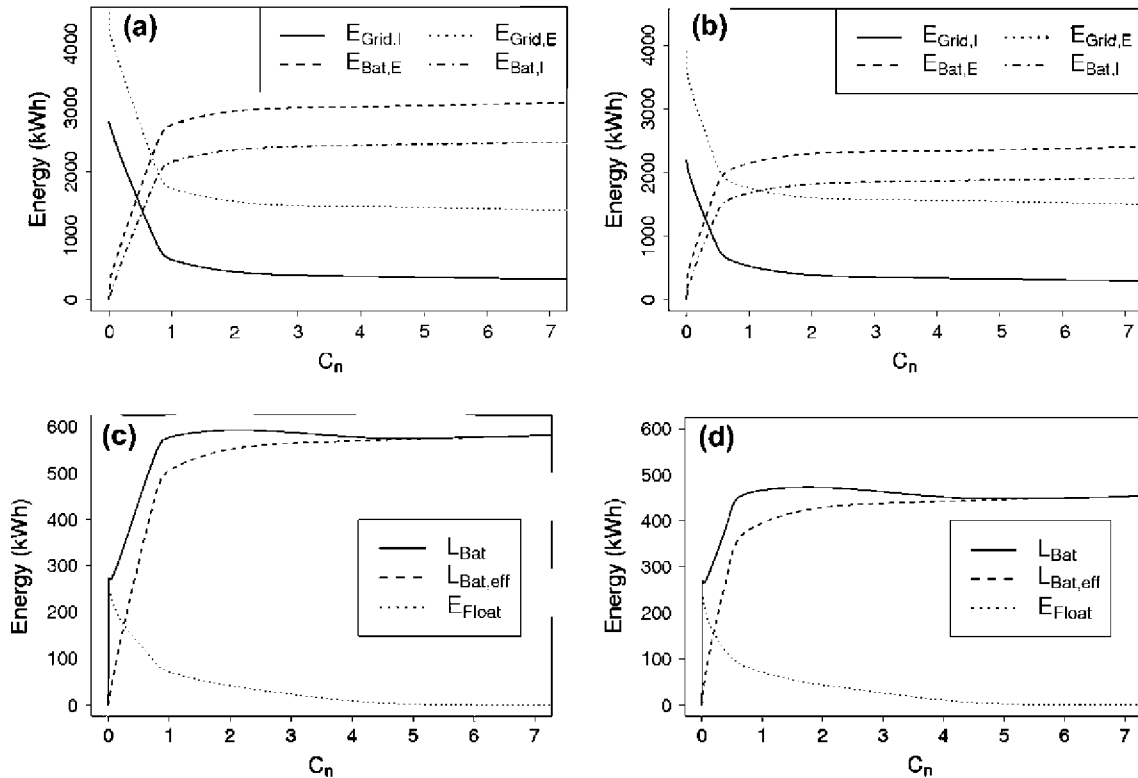 (a)
E_Grid,I
E_Grid,E
E_Bat,E
E_Bat,I
Energy (kWh)
4000
3000
2000
1000
0
0 1 2 3 4 5 6 7
C_n
(b)
E_Grid,I
E_Grid,E
E_Bat,E
E_Bat,I
Energy (kWh)
4000
3000
2000
1000
0
0 1 2 3 4 5 6 7
C_n
(c)
L_Bat
L_Bat,eff
E_Float
Energy (kWh)
600
500
400
300
200
100
0
0 1 2 3 4 5 6 7
C_n
(d)
L_Bat
L_Bat,eff
E_Float
Energy (kWh)
600
500
400
300
200
100
0
0 1 2 3 4 5 6 7
C_n